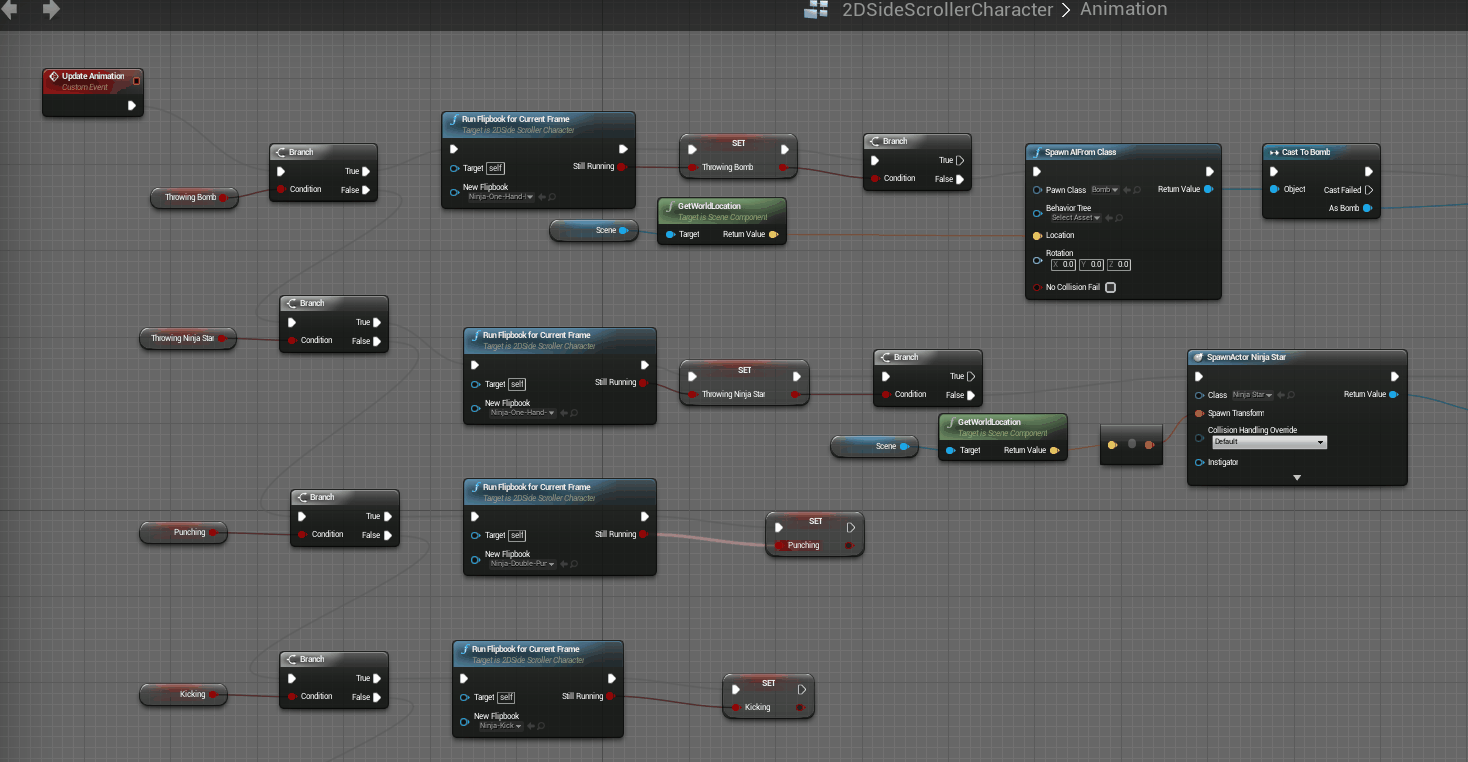 2DSideScrollerCharacter > Animation
Update Animation
Custom Event
Throwing Bomb
Branch
True
Condition
False
Run Flipbook for Current Frame
Target is 2DSide Scroller Character
Target self
Still Running
New Flipbook
Ninja-One-Hand-
SET
Throwing Bomb
Branch
True
Condition
False
Scene
GetWorldLocation
Target is Scene Component
Target
Return Value
Spawn AIFrom Class
Pawn Class Bomb
Return Value
Behavior Tree
Select Asset
Location
Rotation
X 0.0 Y 0.0 Z 0.0
No Collision Fail
Cast To Bomb
Object
Cast Failed
As Bomb
Throwing Ninja Star
Branch
True
Condition
False
Run Flipbook for Current Frame
Target is 2DSide Scroller Character
Target self
Still Running
New Flipbook
Ninja-One-Hand-
SET
Throwing Ninja Star
Branch
True
Condition
False
Scene
GetWorldLocation
Target is Scene Component
Target
Return Value
SpawnActor Ninja Star
Class Ninja Star
Return Value
Spawn Transform
Collision Handling Override
Default
Instigator
Punching
Branch
True
Condition
False
Run Flipbook for Current Frame
Target is 2DSide Scroller Character
Target self
Still Running
New Flipbook
Ninja-Double-Pur
SET
Punching
Kicking
Branch
True
Condition
False
Run Flipbook for Current Frame
Target is 2DSide Scroller Character
Target self
Still Running
New Flipbook
Ninja-Kick
SET
Kicking